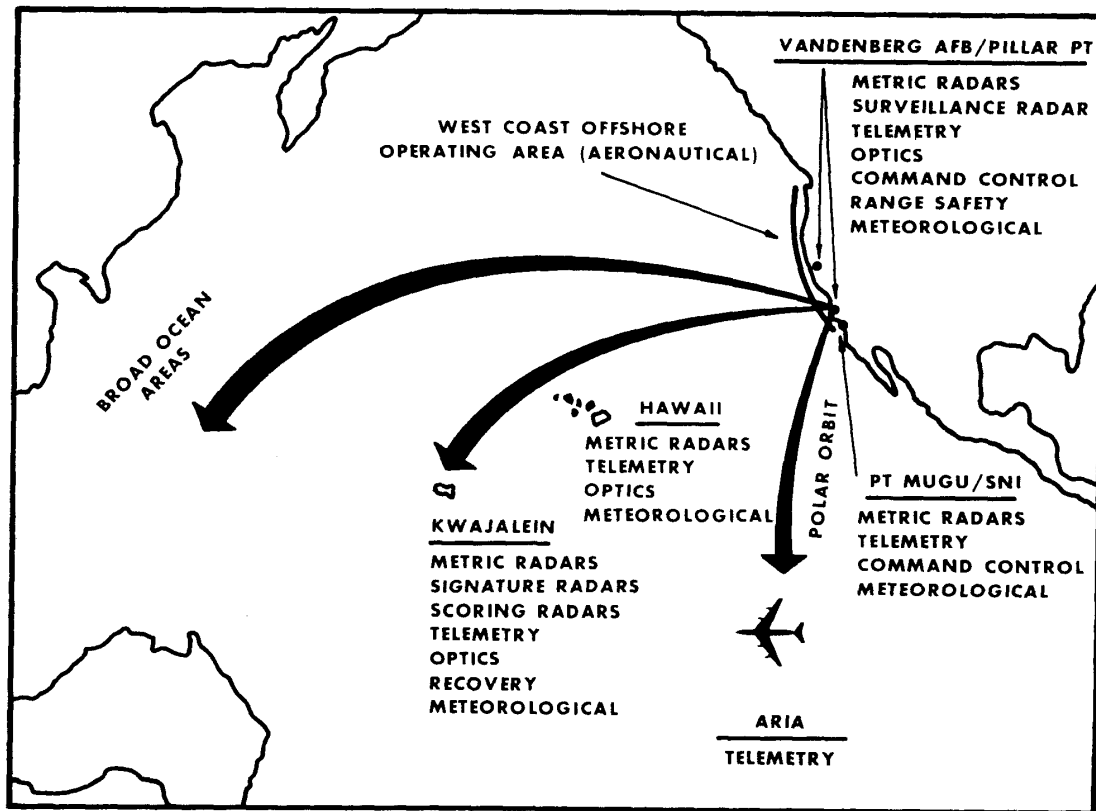 VANDENBERG AFB/PILLAR PT
METRIC RADARS
SURVEILLANCE RADAR
TELEMETRY
OPTICS
COMMAND CONTROL
RANGE SAFETY
METEOROLOGICAL
WEST COAST OFFSHORE
OPERATING AREA (AERONAUTICAL)
BROAD OCEAN
AREAS
HAWAII
METRIC RADARS
TELEMETRY
OPTICS
METEOROLOGICAL
KWAJALEIN
METRIC RADARS
SIGNATURE RADARS
SCORING RADARS
TELEMETRY
OPTICS
RECOVERY
METEOROLOGICAL
POLAR ORBIT
PT MUGU/SNI
METRIC RADARS
TELEMETRY
COMMAND CONTROL
METEOROLOGICAL
ARIA
TELEMETRY